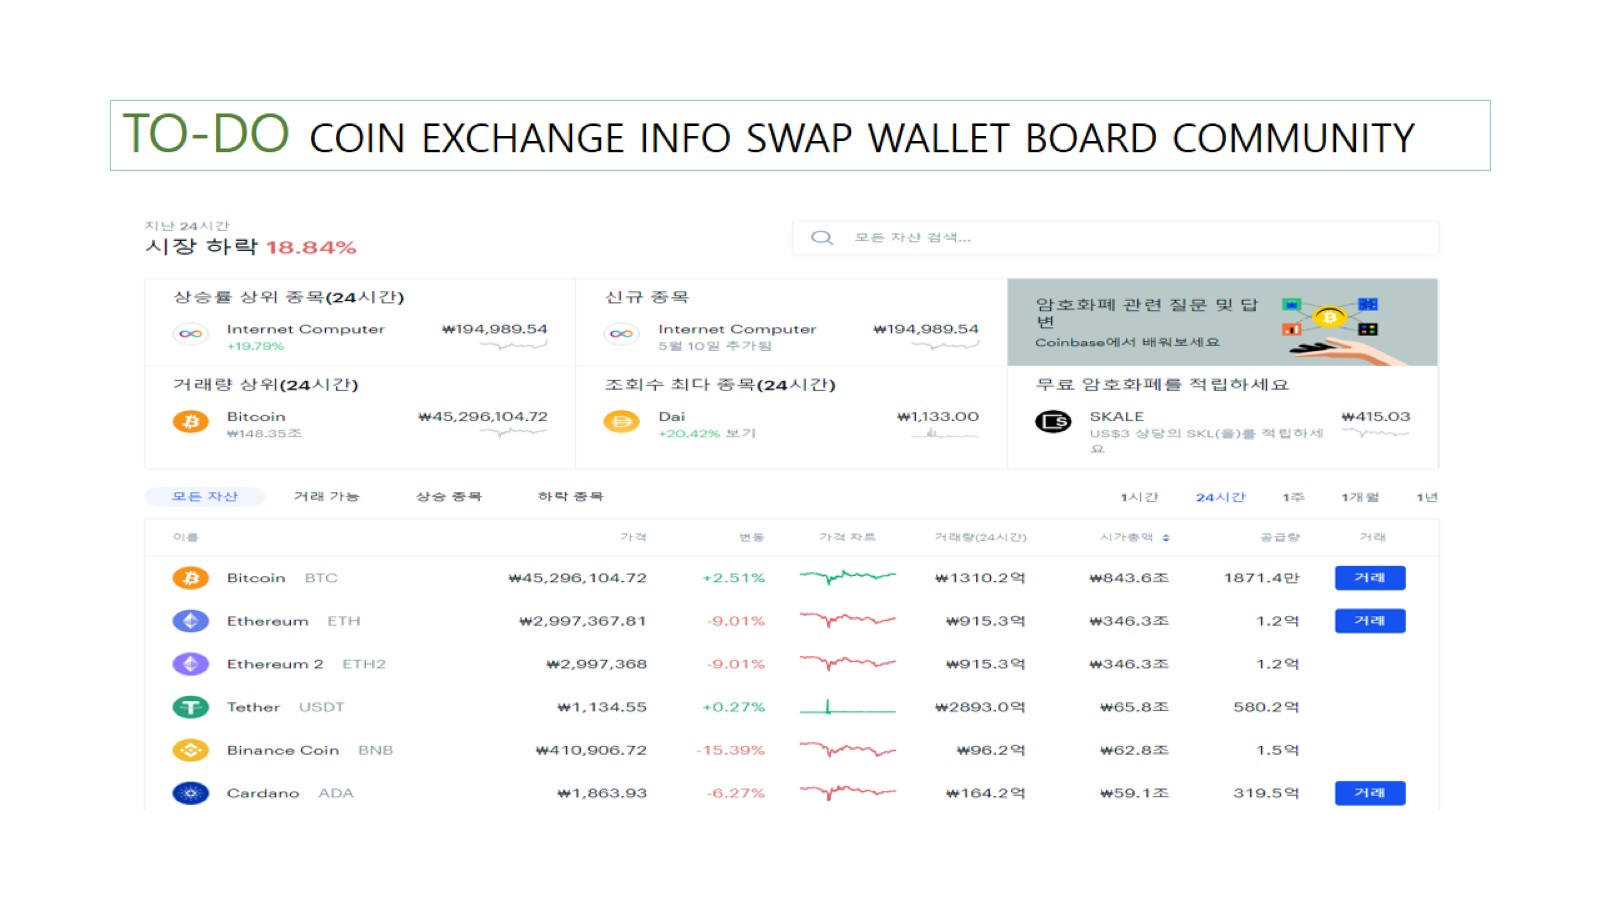 TO-DO COIN EXCHANGE INFO SWAP WALLET BOARD COMMUNITY
지난 24시간
시장 하락 18.84%
모든 자산 검색...
상승률 상위 종목(24시간)
Internet Computer ₩194,989.54
+19.79%
신규 종목
Internet Computer ₩194,989.54
5월 10일 추가됨
암호화폐 관련 질문 및 답
변
Coinbase에서 배워보세요
거래량 상위(24시간)
Bitcoin ₩45,296,104.72
₩148.35조
조회수 최다 종목(24시간)
Dai ₩1,133.00
+20.42% 보기
무료 암호화폐를 적립하세요
SKALE ₩415.03
US$3 상당의 SKL(을)를 적립하세
요
모든 자산 거래 가능 상승 종목 하락 종목 1시간 24시간 1주 1개월 1년
이름 가격 변동 가격 차트 거래량(24시간) 시가총액 공급량 거래
Bitcoin BTC ₩45,296,104.72 +2.51% ₩1310.2억 ₩843.6조 1871.4만 거래
Ethereum ETH ₩2,997,367.81 -9.01% ₩915.3억 ₩346.3조 1.2억 거래
Ethereum 2 ETH2 ₩2,997,368 -9.01% ₩915.3억 ₩346.3조 1.2억
Tether USDT ₩1,134.55 +0.27% ₩2893.0억 ₩65.8조 580.2억
Binance Coin BNB ₩410,906.72 -15.39% ₩96.2억 ₩62.8조 1.5억
Cardano ADA ₩1,863.93 -6.27% ₩164.2억 ₩59.1조 319.5억 거래